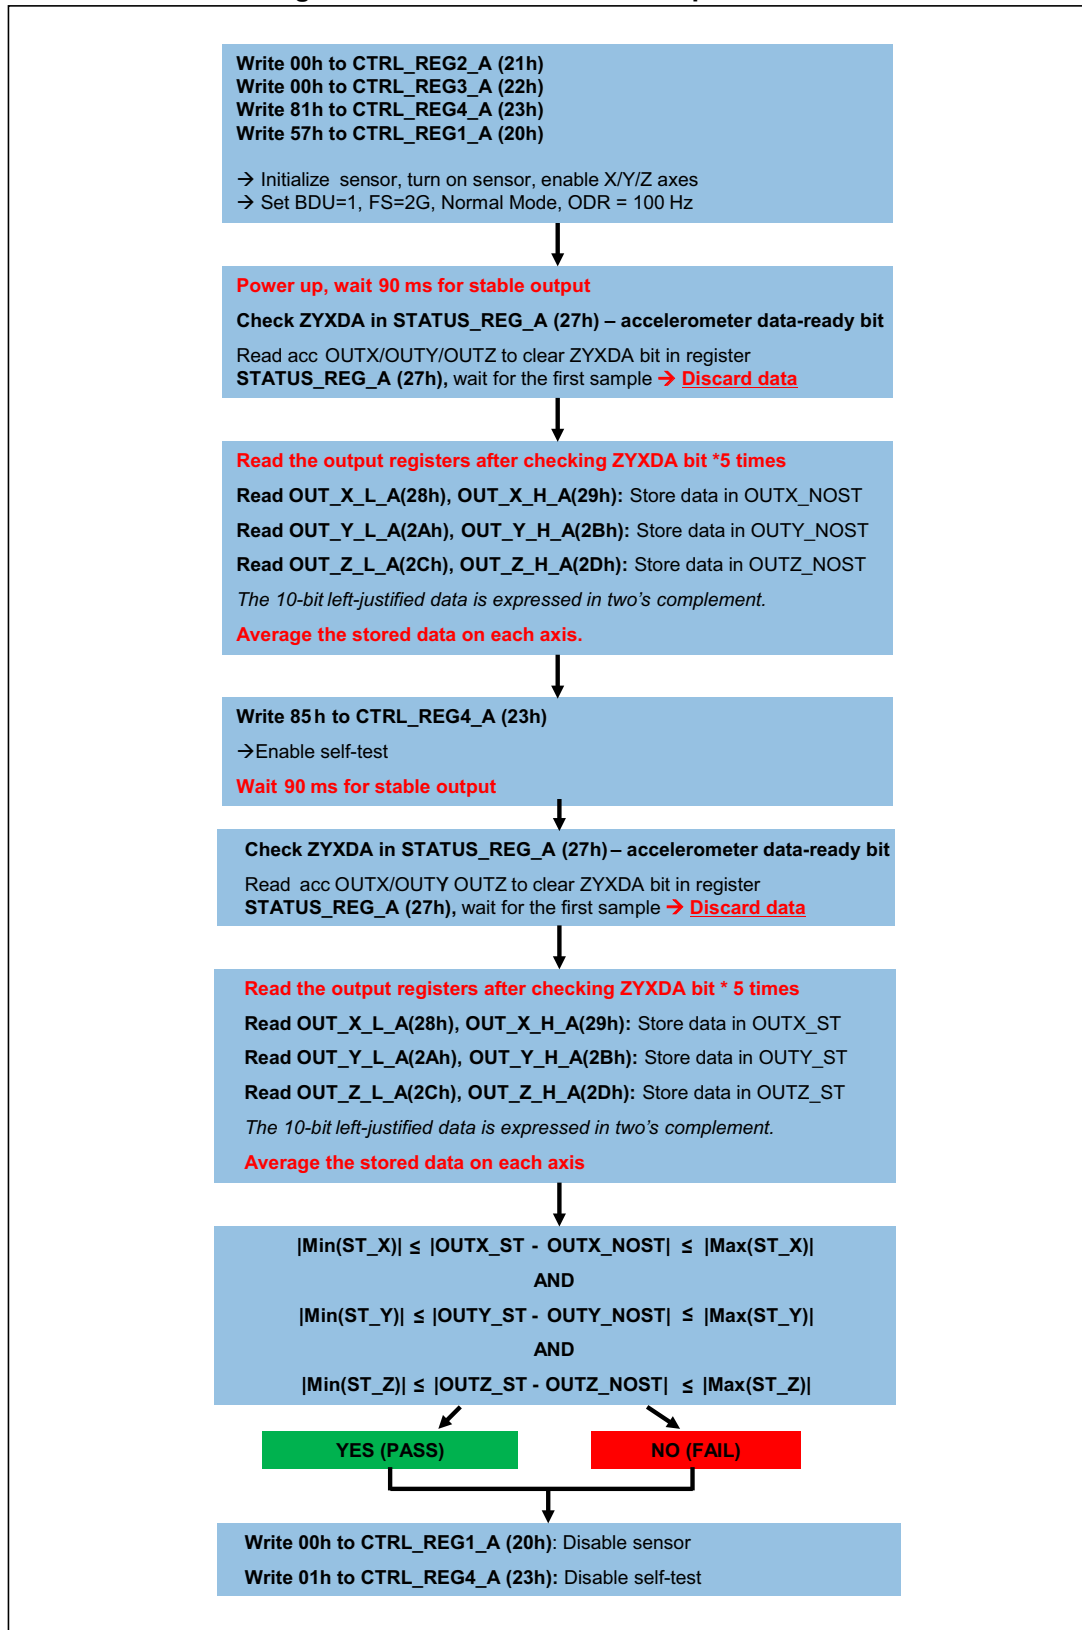 Write 00h to CTRL_REG2_A (21h)
Write 00h to CTRL_REG3_A (22h)
Write 81h to CTRL_REG4_A (23h)
Write 57h to CTRL_REG1_A (20h)
→ Initialize sensor, turn on sensor, enable X/Y/Z axes
→ Set BDU=1, FS=2G, Normal Mode, ODR = 100 Hz
Power up, wait 90 ms for stable output
Check ZYXDA in STATUS_REG_A (27h) – accelerometer data-ready bit
Read acc OUTX/OUTY/OUTZ to clear ZYXDA bit in register
STATUS_REG_A (27h), wait for the first sample → Discard data
Read the output registers after checking ZYXDA bit *5 times
Read OUT_X_L_A(28h), OUT_X_H_A(29h): Store data in OUTX_NOST
Read OUT_Y_L_A(2Ah), OUT_Y_H_A(2Bh): Store data in OUTY_NOST
Read OUT_Z_L_A(2Ch), OUT_Z_H_A(2Dh): Store data in OUTZ_NOST
The 10-bit left-justified data is expressed in two's complement.
Average the stored data on each axis.
Write 85h to CTRL_REG4_A (23h)
→Enable self-test
Wait 90 ms for stable output
Check ZYXDA in STATUS_REG_A (27h) – accelerometer data-ready bit
Read acc OUTX/OUTY OUTZ to clear ZYXDA bit in register
STATUS_REG_A (27h), wait for the first sample → Discard data
Read the output registers after checking ZYXDA bit * 5 times
Read OUT_X_L_A(28h), OUT_X_H_A(29h): Store data in OUTX_ST
Read OUT_Y_L_A(2Ah), OUT_Y_H_A(2Bh): Store data in OUTY_ST
Read OUT_Z_L_A(2Ch), OUT_Z_H_A(2Dh): Store data in OUTZ_ST
The 10-bit left-justified data is expressed in two's complement.
Average the stored data on each axis
|Min(ST_X)| ≤ |OUTX_ST - OUTX_NOST| ≤ |Max(ST_X)|
AND
|Min(ST_Y)| ≤ |OUTY_ST - OUTY_NOST| ≤ |Max(ST_Y)|
AND
|Min(ST_Z)| ≤ |OUTZ_ST - OUTZ_NOST| ≤ |Max(ST_Z)|
YES (PASS)
NO (FAIL)
Write 00h to CTRL_REG1_A (20h): Disable sensor
Write 01h to CTRL_REG4_A (23h): Disable self-test